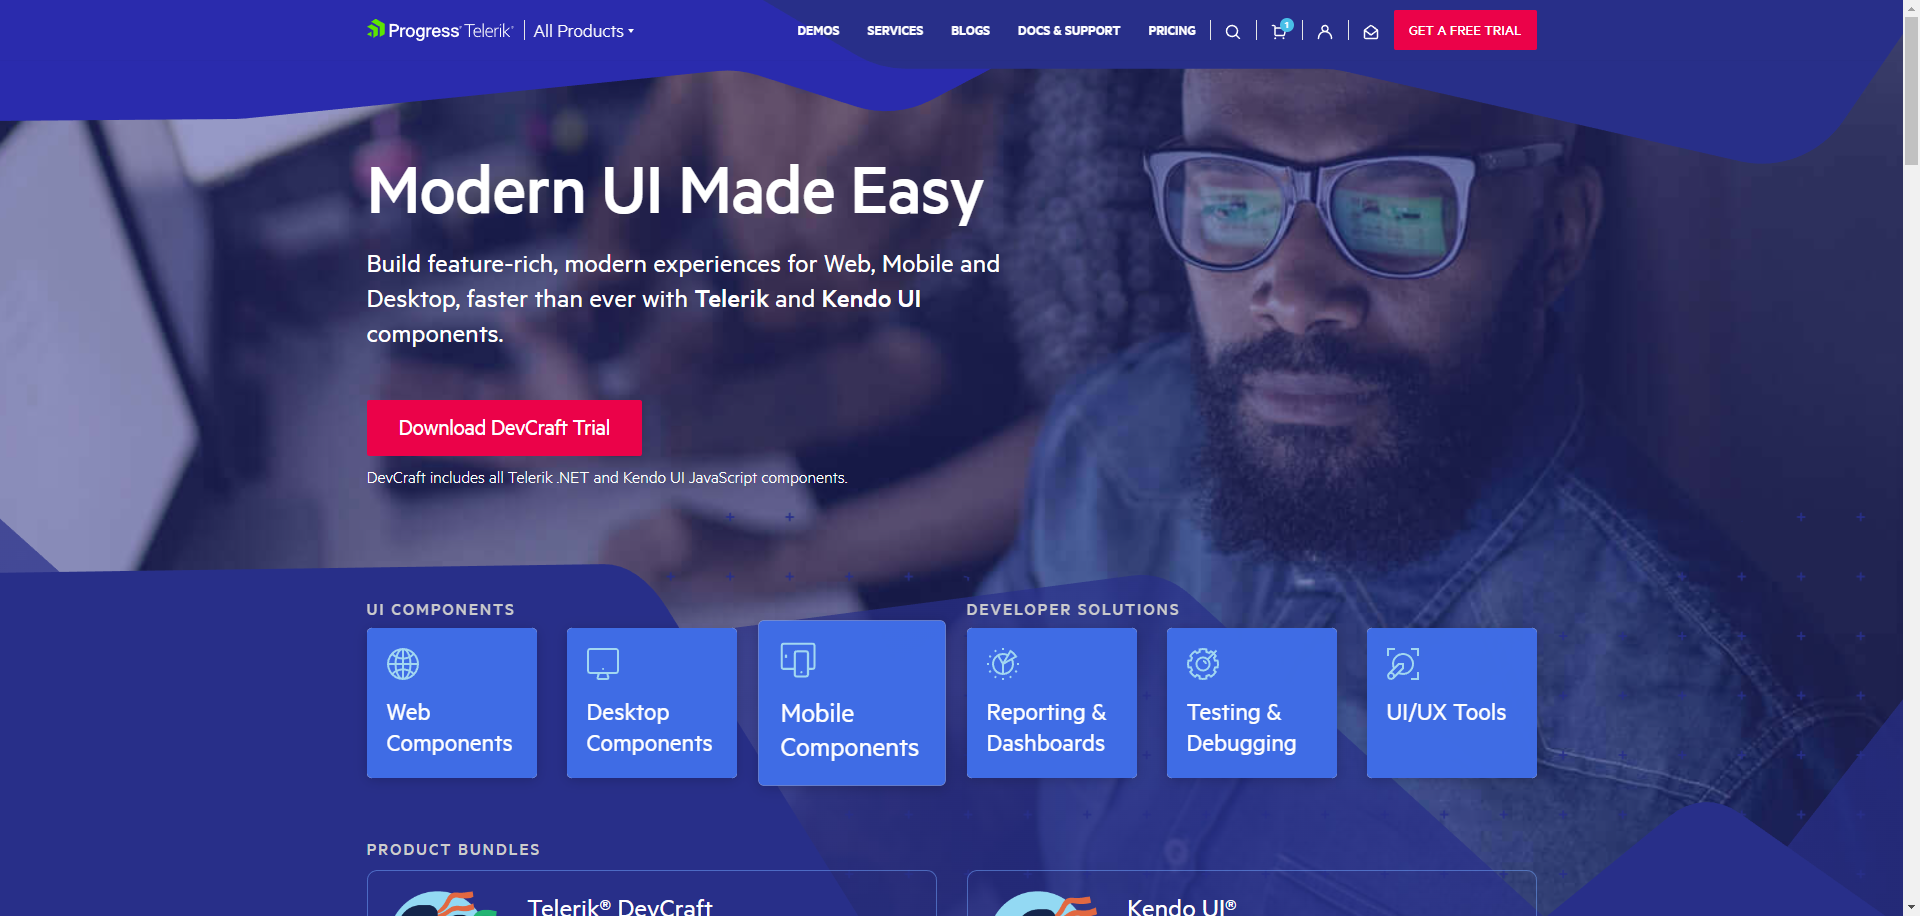 Progress Telerik
All Products
DEMOS
SERVICES
BLOGS
DOCS & SUPPORT
PRICING
1
GET A FREE TRIAL
Modern UI Made Easy
Build feature-rich, modern experiences for Web, Mobile and
Desktop, faster than ever with Telerik and Kendo UI
components.
Download DevCraft Trial
DevCraft includes all Telerik .NET and Kendo UI JavaScript components.
UI COMPONENTS
Web
Components
Desktop
Components
Mobile
Components
DEVELOPER SOLUTIONS
Reporting &
Dashboards
Testing &
Debugging
UI/UX Tools
PRODUCT BUNDLES
Telerik® DevCraft
Kendo UI®